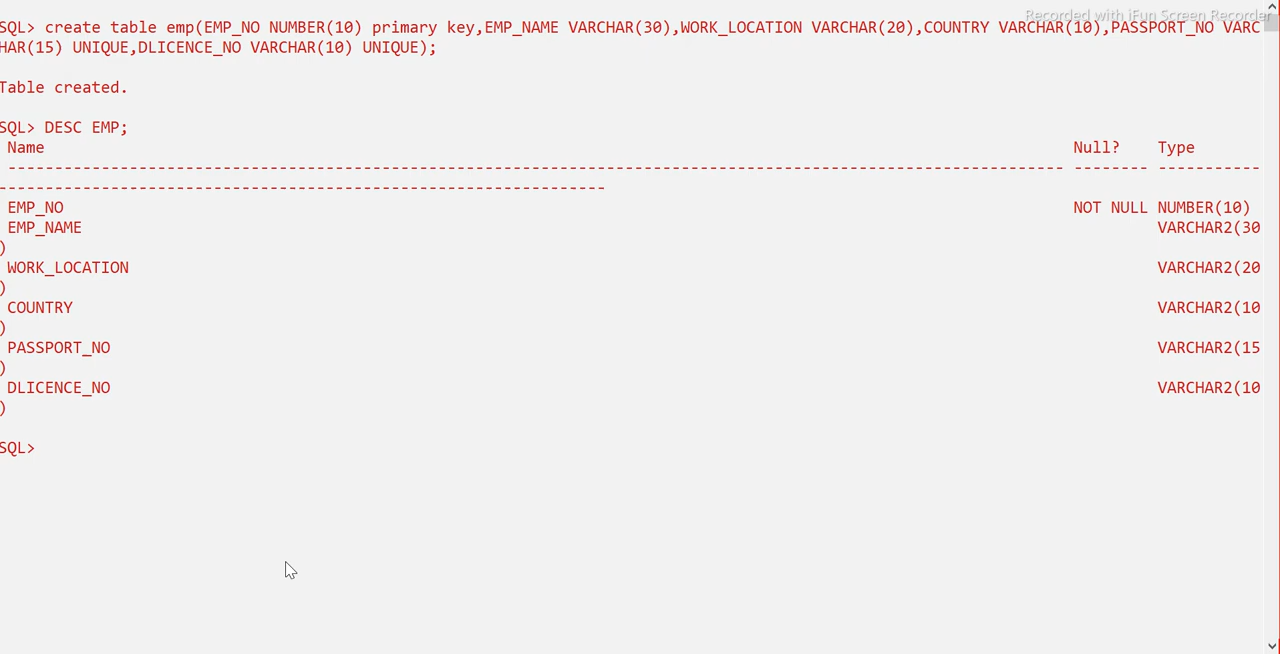 Recorded with iFun Screen Recorder
SQL> create table emp(EMP_NO NUMBER(10) primary key,EMP_NAME VARCHAR(30),WORK_LOCATION VARCHAR(20),COUNTRY VARCHAR(10),PASSPORT_NO VARC
HAR(15) UNIQUE,DLICENCE_NO VARCHAR(10) UNIQUE);
Table created.
SQL> DESC EMP;
Name Null? Type
----------------------------------------------------------------------------------------------------------------- -------- -----------
-----------------------------------------------------------------
EMP_NO NOT NULL NUMBER(10)
EMP_NAME VARCHAR2(30
)
WORK_LOCATION VARCHAR2(20
)
COUNTRY VARCHAR2(10
)
PASSPORT_NO VARCHAR2(15
)
DLICENCE_NO VARCHAR2(10
)
SQL>